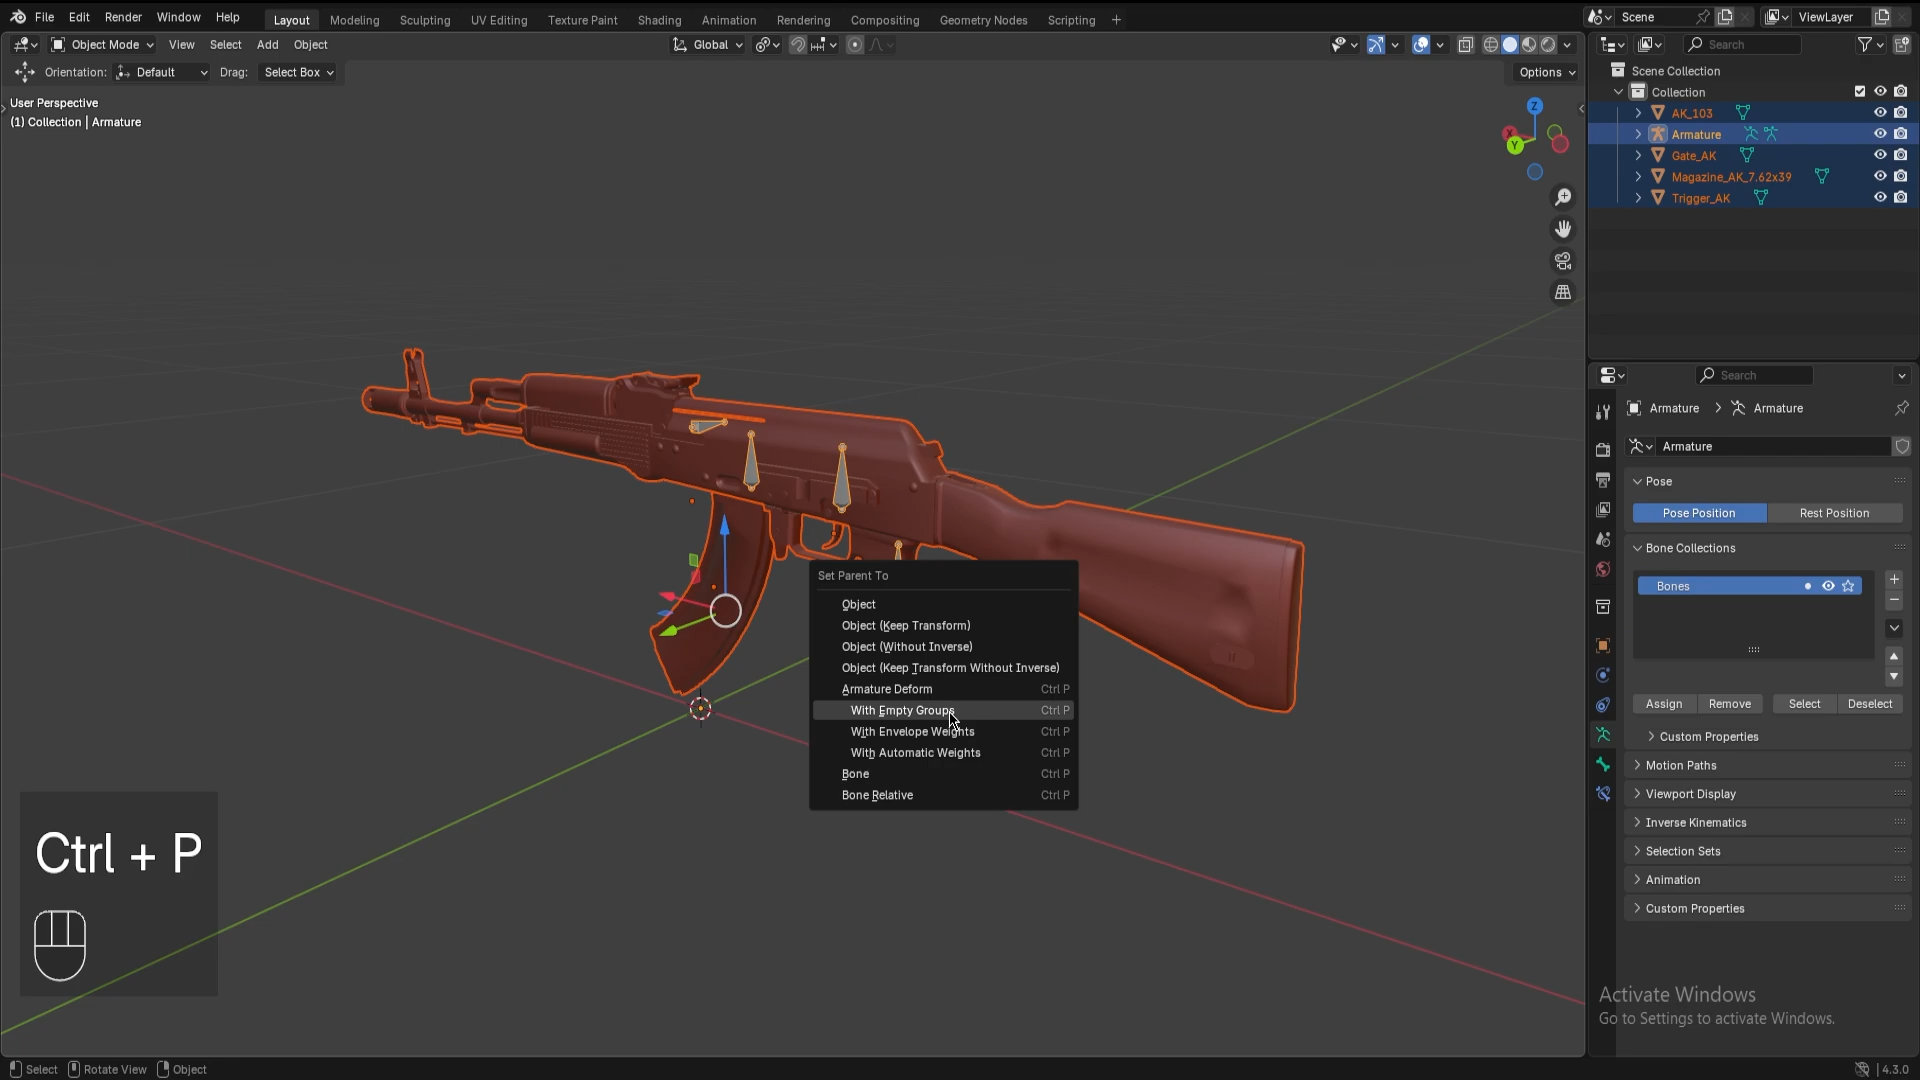 File Edit Render Window Help Layout Modeling Sculpting UV Editing Texture Paint Shading Animation Rendering Compositing Geometry Nodes Scripting + Scene ViewLayer
Object Mode View Select Add Object Global Search
Orientation: Default Drag: Select Box Options
User Perspective
(1) Collection | Armature
Z
X
Y
Scene Collection
Collection
AK_103
Armature
Gate_AK
Magazine_AK_7.62x39
Trigger_AK
Search
Armature > Armature
Armature
Pose
Pose Position Rest Position
Bone Collections
Bones
Assign Remove Select Deselect
Custom Properties
Motion Paths
Viewport Display
Inverse Kinematics
Selection Sets
Animation
Custom Properties
Set Parent To
Object
Object (Keep Transform)
Object (Without Inverse)
Object (Keep Transform Without Inverse)
Armature Deform Ctrl P
With Empty Groups Ctrl P
With Envelope Weights Ctrl P
With Automatic Weights Ctrl P
Bone Ctrl P
Bone Relative Ctrl P
Ctrl + P
Activate Windows
Go to Settings to activate Windows.
Select Rotate View Object 4.3.0